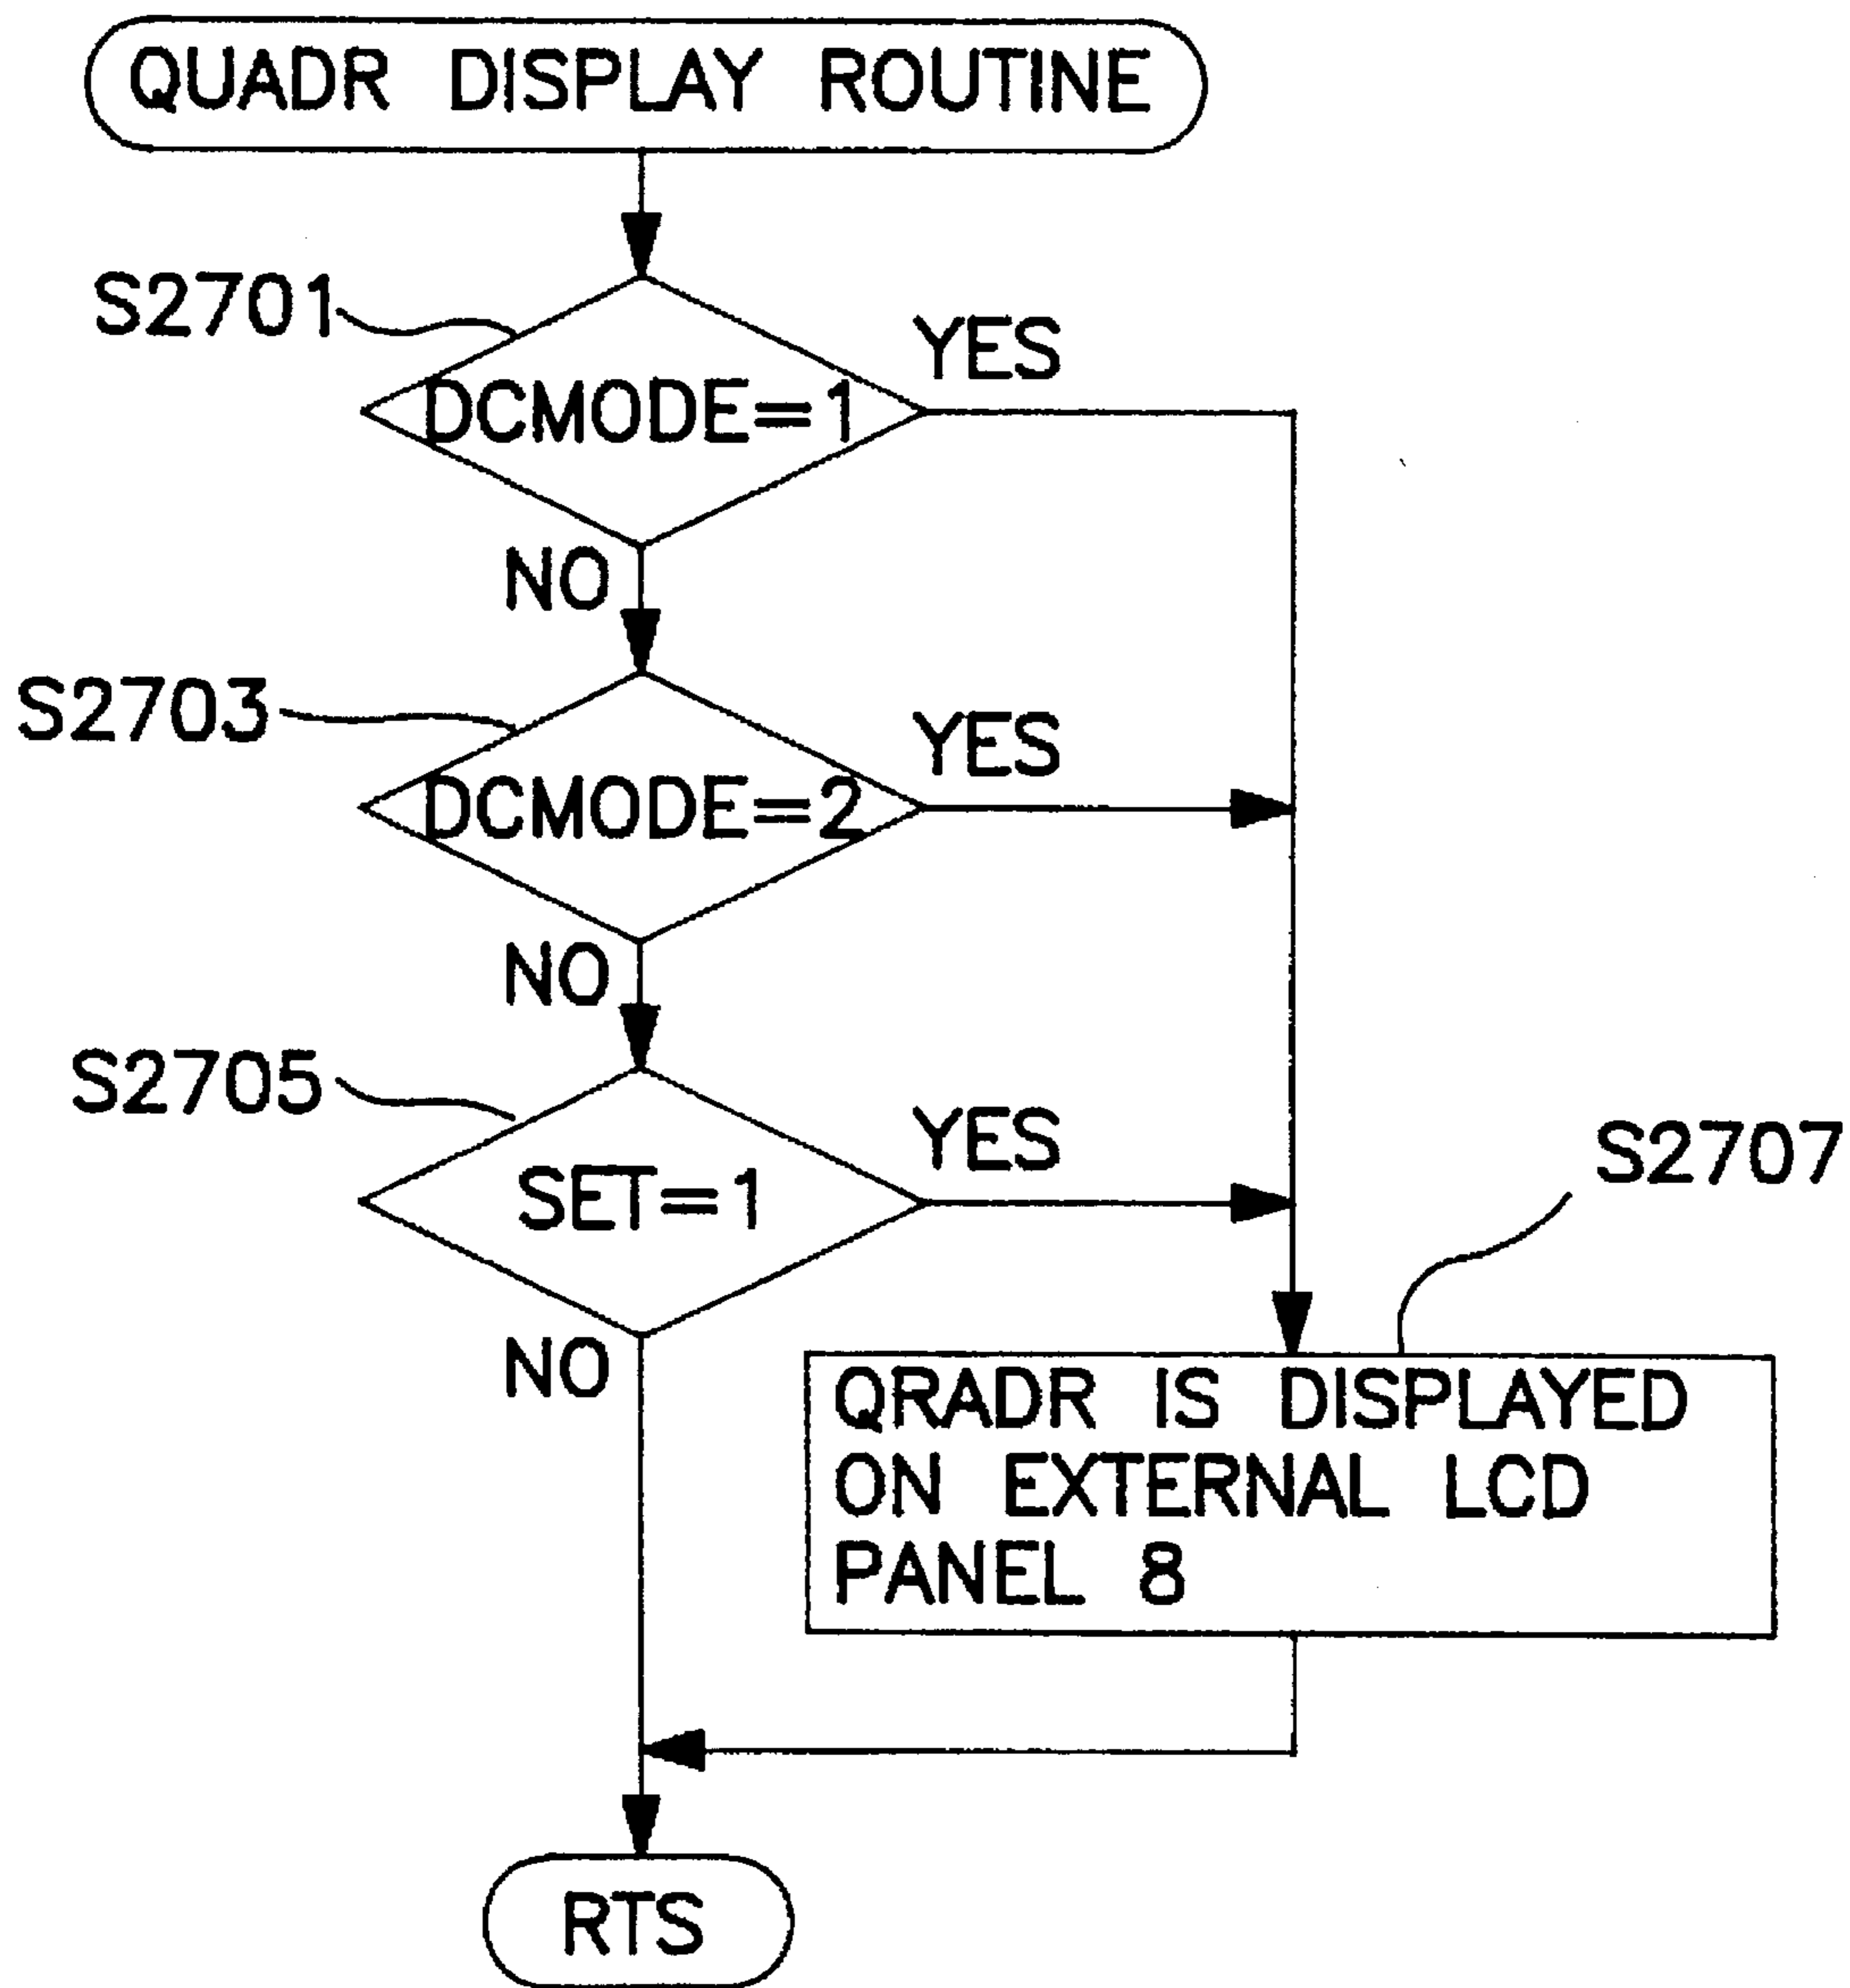 QUADR DISPLAY ROUTINE
S2701
YES
DCMODE=1
NO
S2703
YES
DCMODE=2
NO
S2705
YES
SET=1
NO
S2707
QRADR IS DISPLAYED
ON EXTERNAL LCD
PANEL 8
RTS